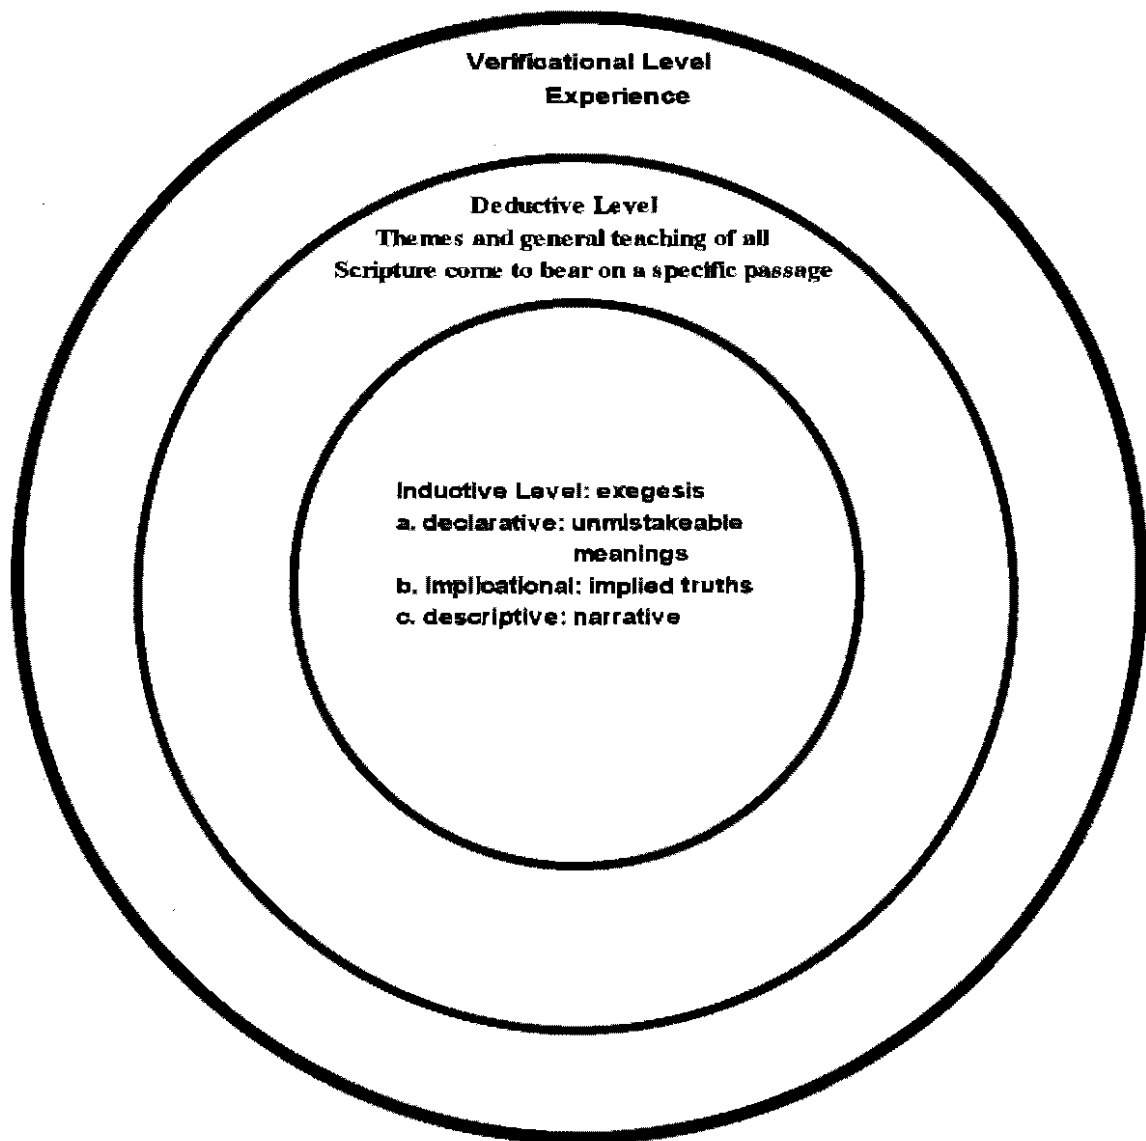 Verificational Level
Experience
Deductive Level
Themes and general teaching of all
Scripture come to bear on a specific passage
Inductive Level: exegesis
a. declarative: unmistakeable
meanings
b. implicational: implied truths
c. descriptive: narrative